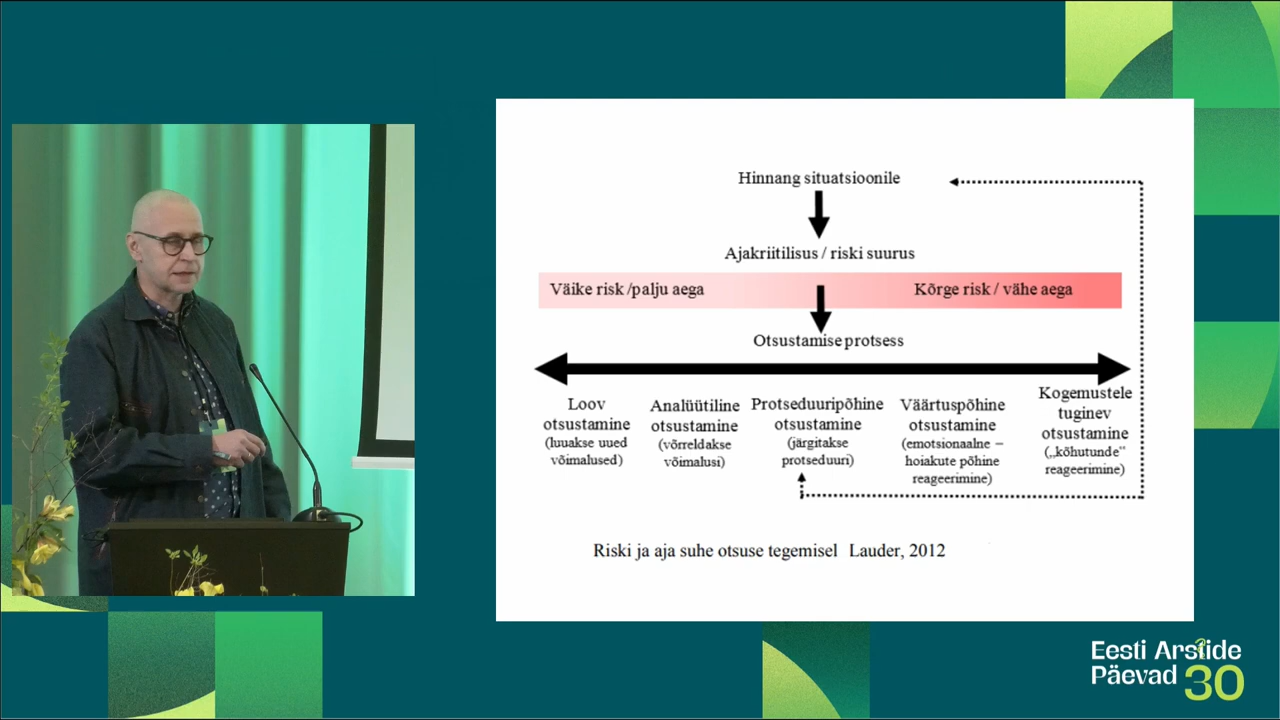 Hinnang situatsioonile
Ajakriitilisus / riski suurus
Väike risk /palju aega
Kõrge risk / vähe aega
Otsustamise protsess
Loov
otsustamine
(luuakse uued
võimalused)
Analüütiline
otsustamine
(võrreldakse
võimalusi)
Protseduuripõhine
otsustamine
(järgitakse
protseduuri)
Väärtuspõhine
otsustamine
(emotsionaalne –
hoiakute põhine
reageerimine)
Kogemustele
tuginev
otsustamine
(„kõhutunde“
reageerimine)
Riski ja aja suhe otsuse tegemisel Lauder, 2012
Eesti Arstide
Päevad 30